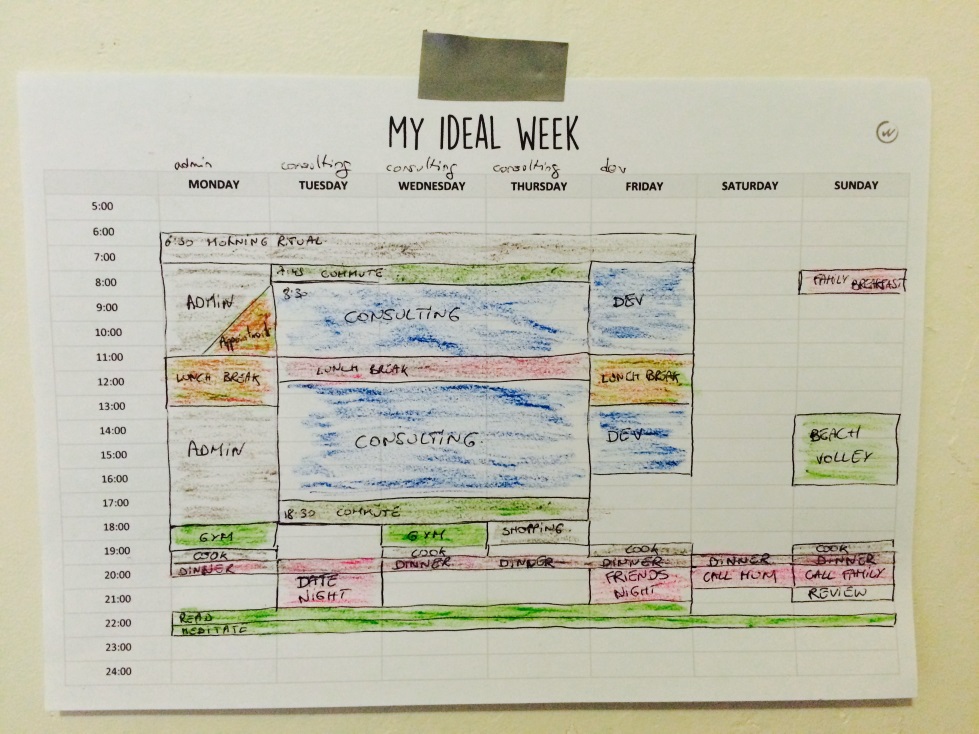 MY IDEAL WEEK
W
admin consulting consulting consulting dev
MONDAY TUESDAY WEDNESDAY THURSDAY FRIDAY SATURDAY SUNDAY
5:00
6:00
6:30 MORNING RITUAL
7:00
7:45 COMMUTE
8:00 FAMILY BREAKFAST
8:30
9:00 ADMIN CONSULTING DEV
10:00 Appointment
11:00
LUNCH BREAK LUNCH BREAK LUNCH BREAK
12:00
13:00
14:00 ADMIN CONSULTING DEV BEACH
15:00 VOLLEY
16:00
17:00
18:30 COMMUTE
18:00 GYM GYM SHOPPING
19:00 COOK COOK COOK COOK
DINNER DINNER DINNER DINNER DINNER DINNER
20:00 DATE FRIENDS CALL MUM CALL FAMILY
21:00 NIGHT NIGHT REVIEW
READ
22:00 MEDITATE
23:00
24:00